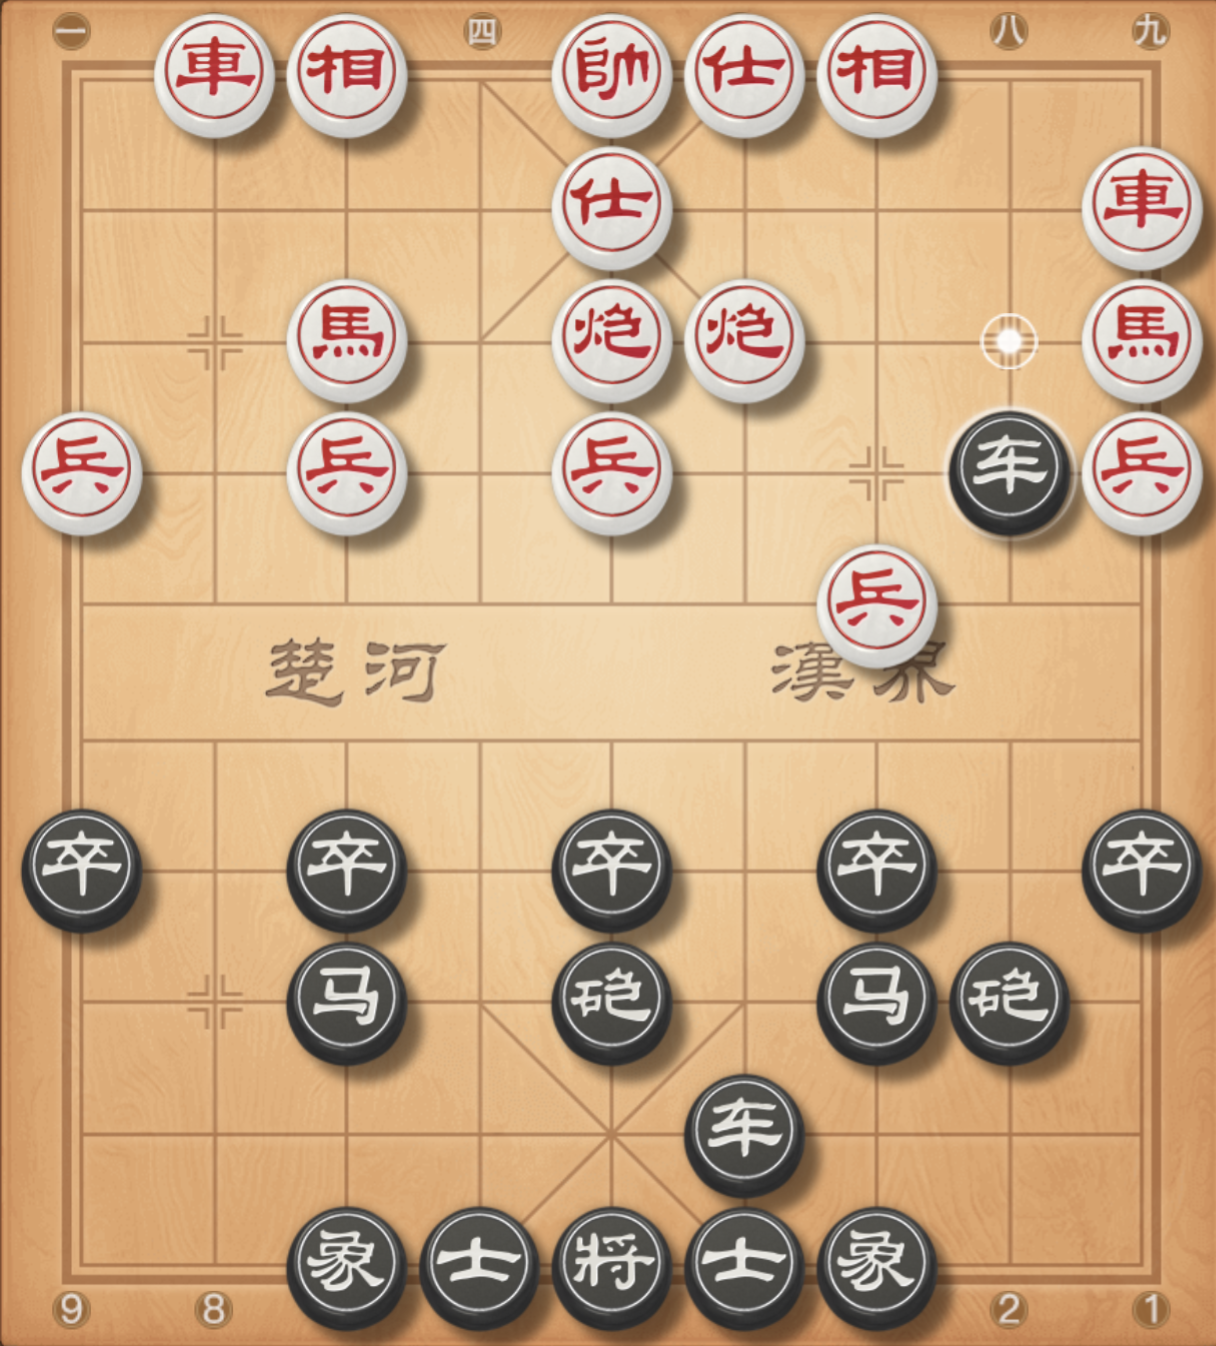 一 四 八 九
車 相 帥 仕 相
仕 車
馬 炮 炮 馬
兵 兵 兵 车 兵
兵
楚河 漢界
卒 卒 卒 卒 卒
马 砲 马 砲
车
象 士 將 士 象
9 8 2 1